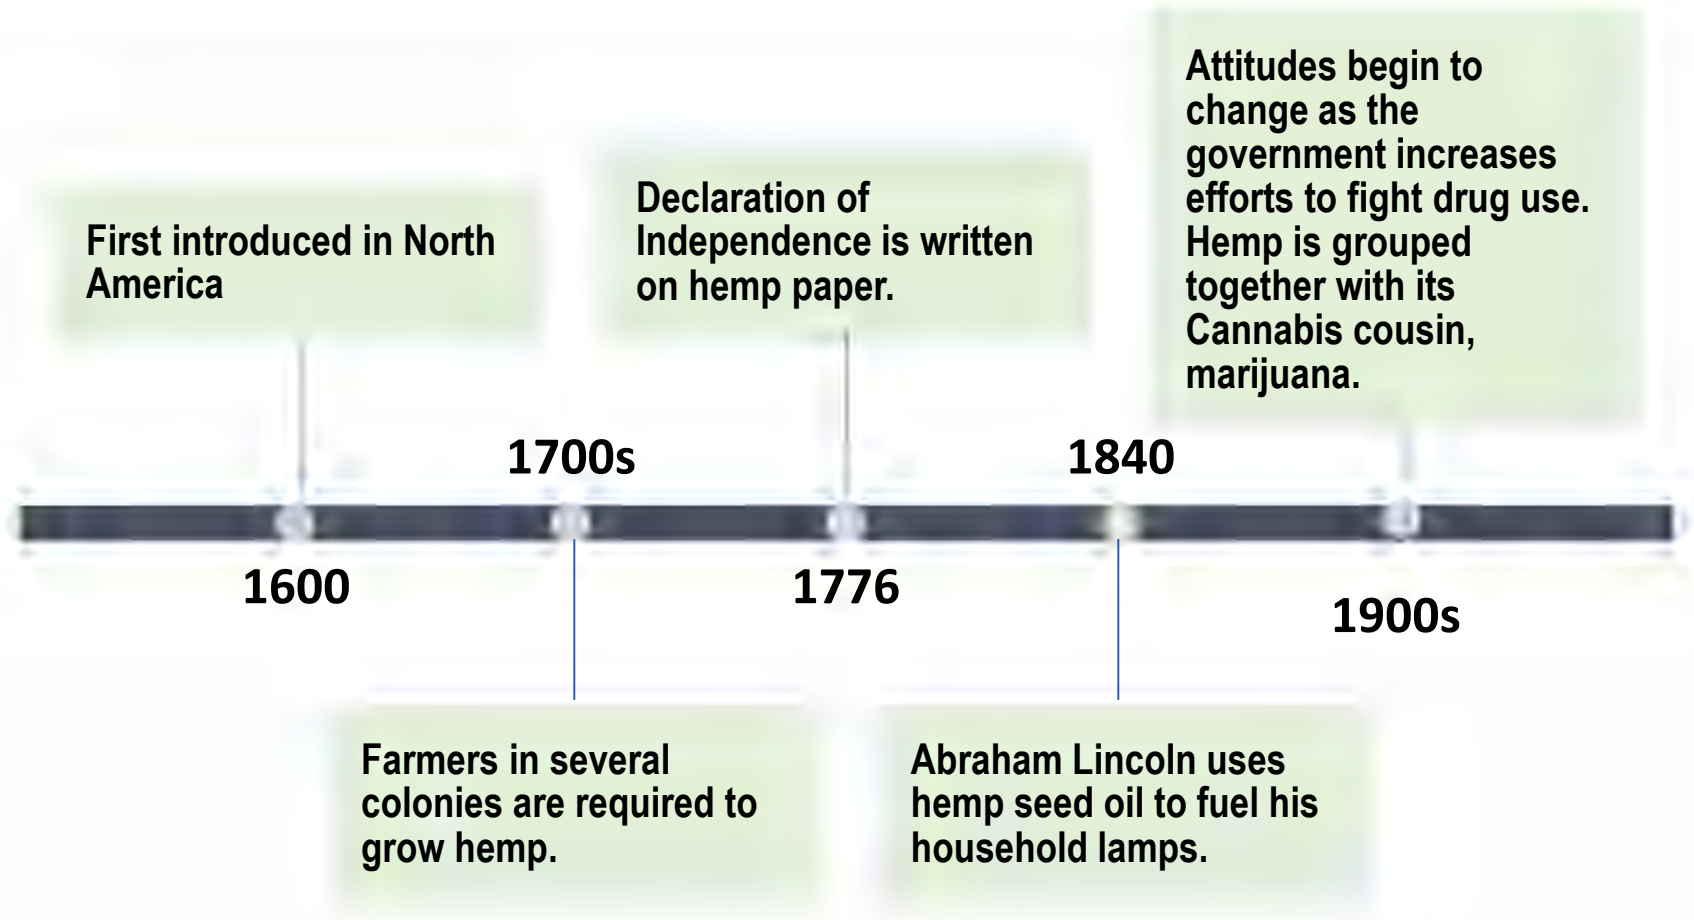 First introduced in North
America
1600
1700s
Farmers in several
colonies are required to
grow hemp.
Declaration of
Independence is written
on hemp paper.
1776
1840
Abraham Lincoln uses
hemp seed oil to fuel his
household lamps.
Attitudes begin to
change as the
government increases
efforts to fight drug use.
Hemp is grouped
together with its
Cannabis cousin,
marijuana.
1900s